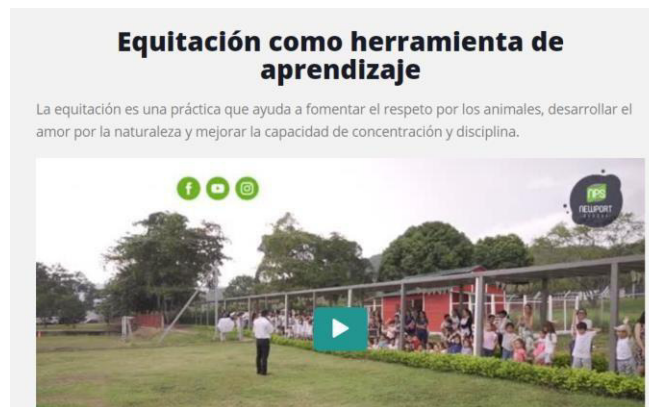 Equitación como herramienta de
aprendizaje
La equitación es una práctica que ayuda a fomentar el respeto por los animales, desarrollar el
amor por la naturaleza y mejorar la capacidad de concentración y disciplina.
NPS
NEWPORT